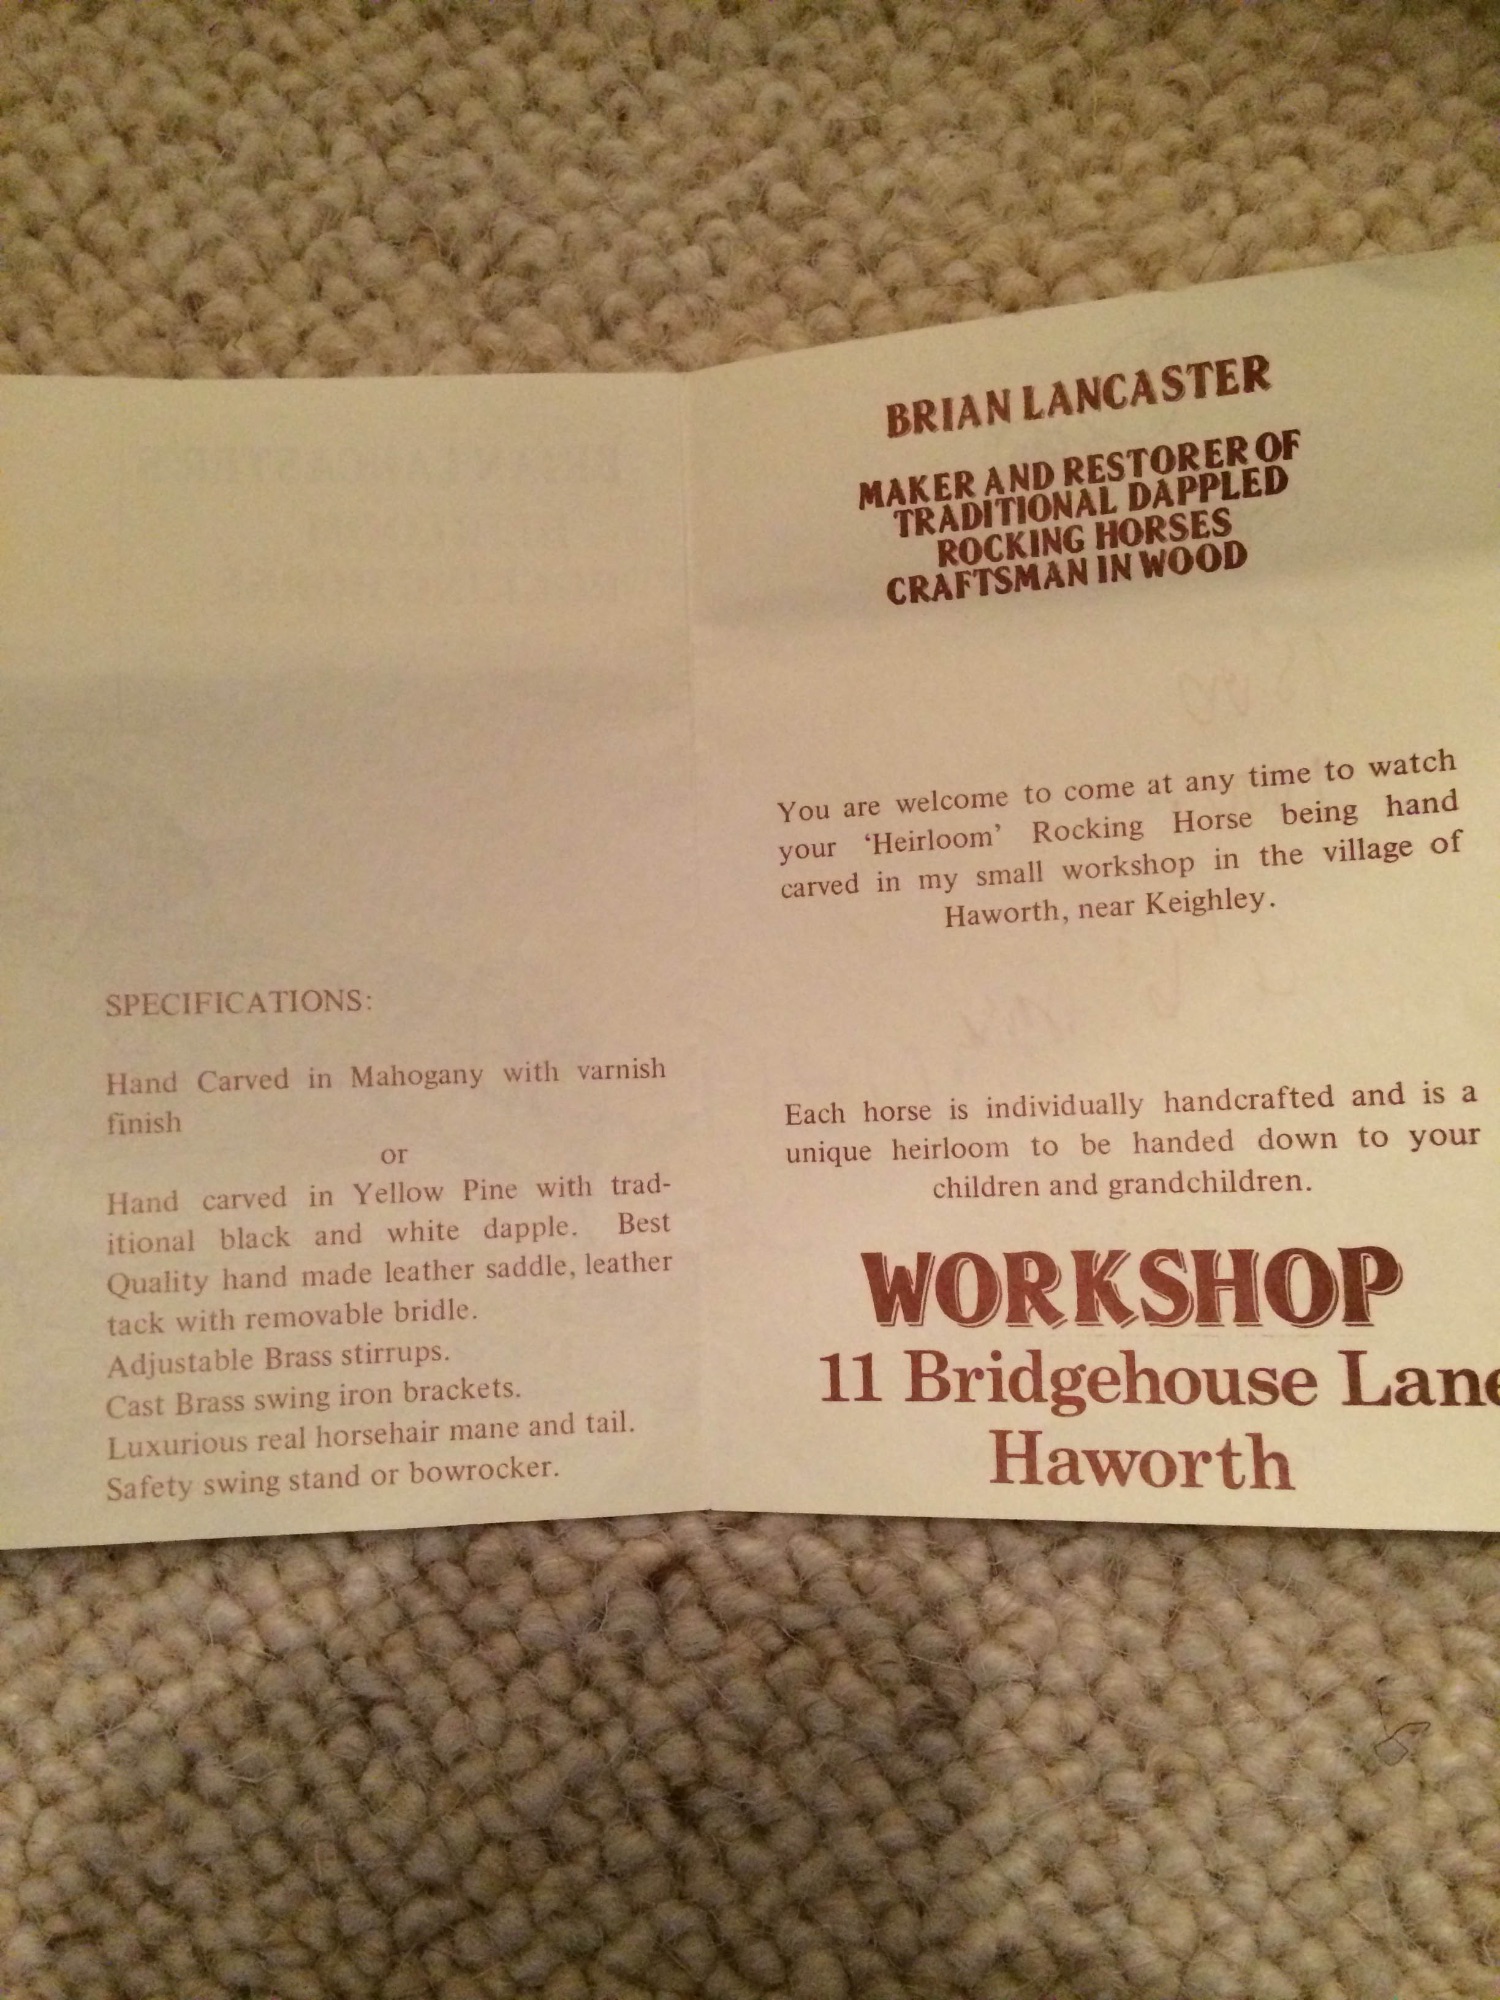 SPECIFICATIONS:
Hand Carved in Mahogany with varnish
finish
or
Hand carved in Yellow Pine with trad-
itional black and white dapple. Best
Quality hand made leather saddle, leather
tack with removable bridle.
Adjustable Brass stirrups.
Cast Brass swing iron brackets.
Luxurious real horsehair mane and tail.
Safety swing stand or bowrocker.
BRIAN LANCASTER
MAKER AND RESTORER OF
TRADITIONAL DAPPLED
ROCKING HORSES
CRAFTSMAN IN WOOD
You are welcome to come at any time to watch
your ‘Heirloom’ Rocking Horse being hand
carved in my small workshop in the village of
Haworth, near Keighley.
Each horse is individually handcrafted and is a
unique heirloom to be handed down to your
children and grandchildren.
WORKSHOP
11 Bridgehouse Lane
Haworth